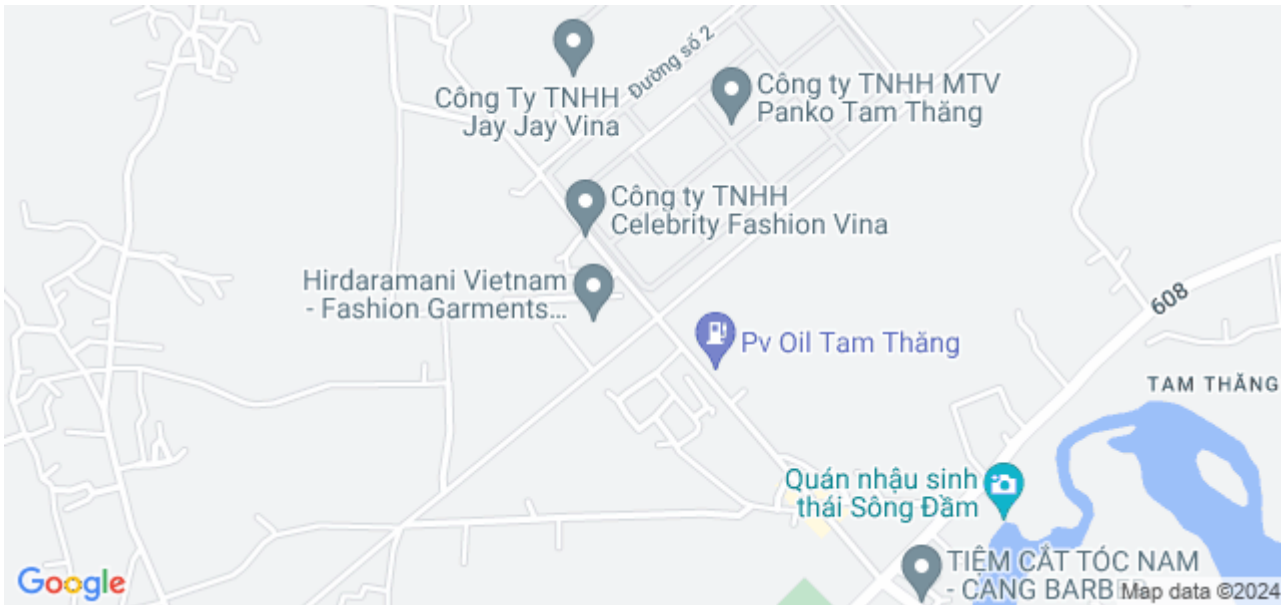 Đường số 2
Công Ty TNHH
Jay Jay Vina
Công ty TNHH MTV
Panko Tam Thăng
Công ty TNHH
Celebrity Fashion Vina
Hirdaramani Vietnam
- Fashion Garments...
608
Pv Oil Tam Thăng
TAM THĂNG
Quán nhậu sinh
thái Sông Đầm
TIỆM CẮT TÓC NAM
- CANG BARBER
Google
Map data ©2024